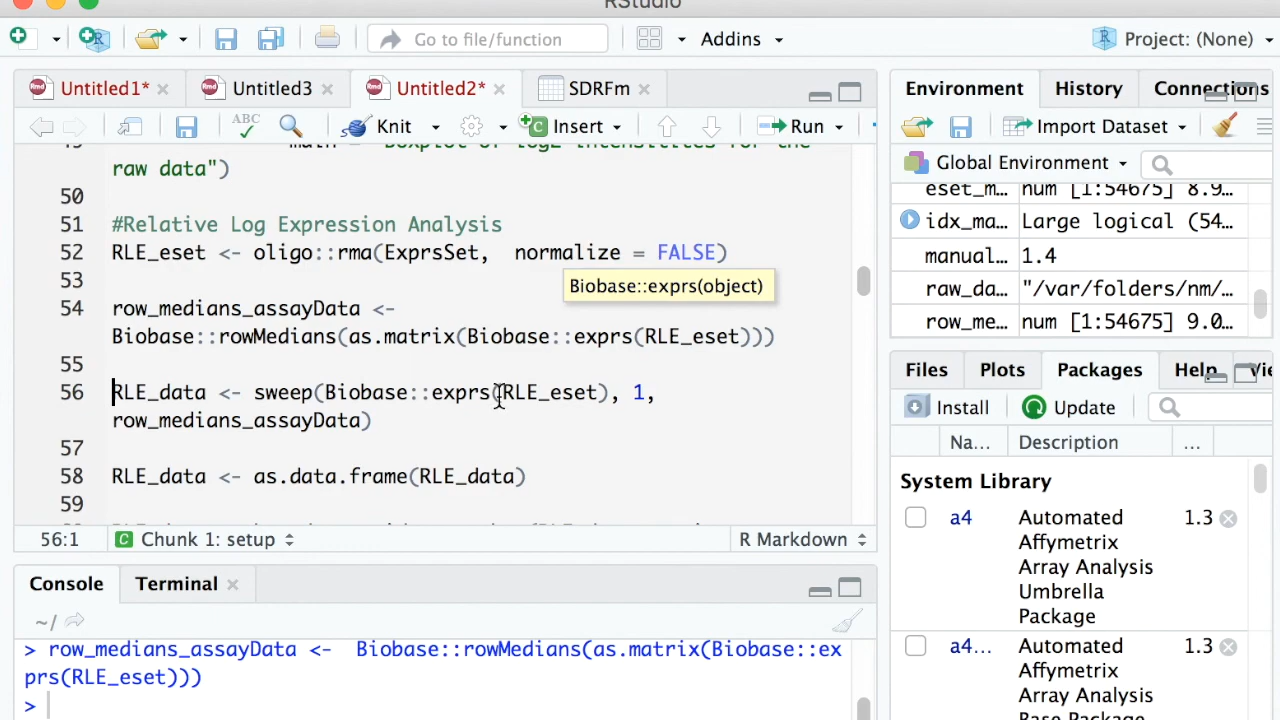 RStudio
Go to file/function
Addins
Project: (None)
Untitled1*
Untitled3
Untitled2*
SDRFm
ABC
Knit
Insert
Run
raw data")
50
51 #Relative Log Expression Analysis
52 RLE_eset <- oligo::rma(ExprsSet,  normalize = FALSE)
53
Biobase::exprs(object)
54 row_medians_assayData <-
Biobase::rowMedians(as.matrix(Biobase::exprs(RLE_eset)))
55
56 RLE_data <- sweep(Biobase::exprs(RLE_eset), 1,
row_medians_assayData)
57
58 RLE_data <- as.data.frame(RLE_data)
59
56:1 C Chunk 1: setup
R Markdown
Console
Terminal
~/
> row_medians_assayData <-  Biobase::rowMedians(as.matrix(Biobase::ex
prs(RLE_eset)))
>
Environment
History
Connections
Import Dataset
Global Environment
eset_m… num [1:54675] 8.9…
idx_ma… Large logical (54…
manual… 1.4
raw_da… "/var/folders/nm/…
row_me… num [1:54675] 9.0…
Files
Plots
Packages
Help
Vie
Install
Update
Na…
Description
…
System Library
a4 Automated 1.3
Affymetrix
Array Analysis
Umbrella
Package
a4… Automated 1.3
Affymetrix
Array Analysis
Base Package